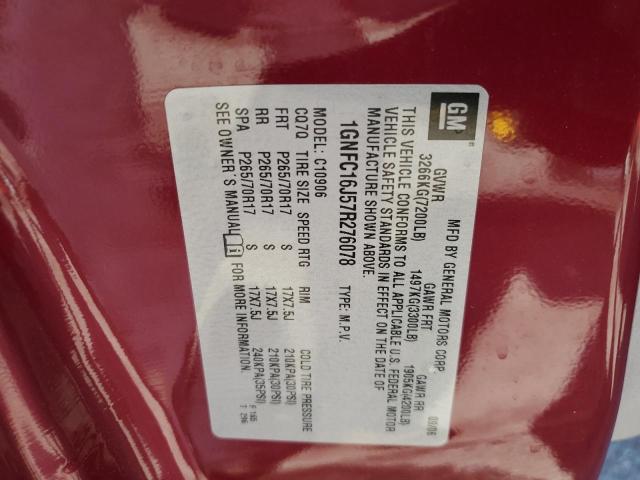 GM
MFD BY GENERAL MOTORS CORP 09/06
GVWR GAWR FRT GAWR RR
3266KG(7200LB) 1497KG(3300LB) 1905KG(4200LB)
THIS VEHICLE CONFORMS TO ALL APPLICABLE U.S. FEDERAL MOTOR
VEHICLE SAFETY STANDARDS IN EFFECT ON THE DATE OF
MANUFACTURE SHOWN ABOVE.
1GNFC16J57R276078 TYPE: M.P.V.
MODEL: C10906
CQ70 TIRE SIZE SPEED RTG RIM COLD TIRE PRESSURE
FRT P265/70R17 S 17X7.5J 210KPA(30PSI)
RR P265/70R17 S 17X7.5J 210KPA(30PSI)
SPA P265/70R17 S 17X7.5J 240KPA(35PSI)
SEE OWNER'S MANUAL FOR MORE INFORMATION.